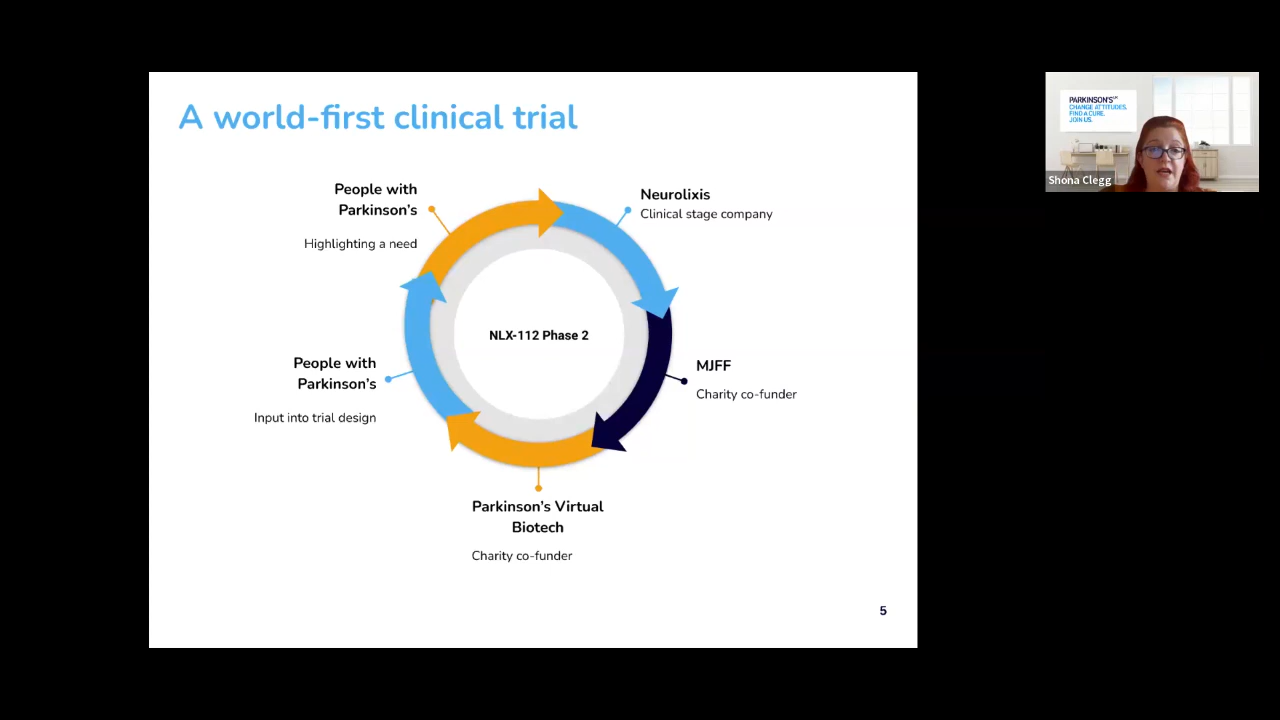 A world-first clinical trial
People with
Parkinson's
Highlighting a need
Neurolixis
Clinical stage company
NLX-112 Phase 2
People with
Parkinson's
Input into trial design
MJFF
Charity co-funder
Parkinson's Virtual
Biotech
Charity co-funder
5
PARKINSON'S UK
CHANGE ATTITUDES.
FIND A CURE.
JOIN US.
Shona Clegg